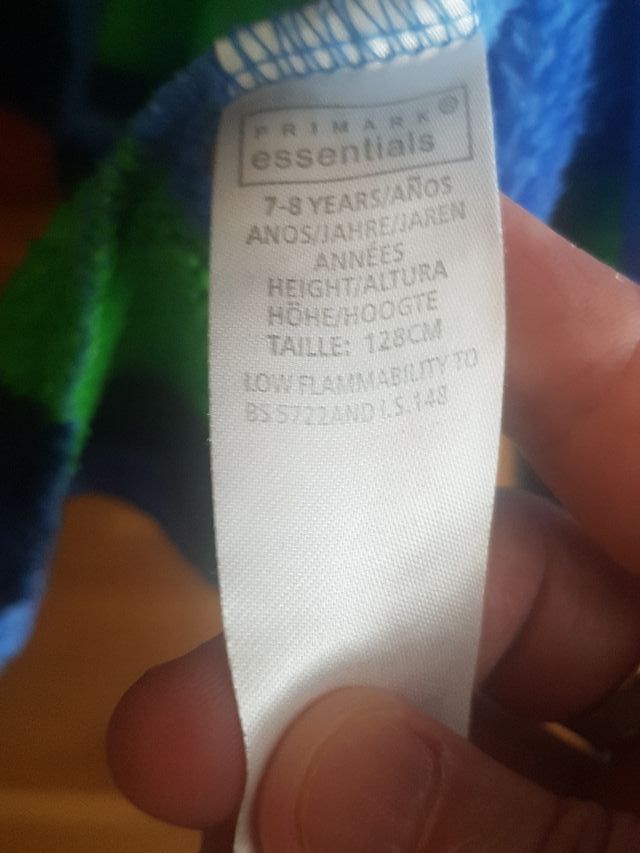 PRIMARK®
essentials
7-8 YEARS/AÑOS
ANOS/JAHRE/JAREN
ANNÉES
HEIGHT/ALTURA
HÖHE/HOOGTE
TAILLE: 128CM
LOW FLAMMABILITY TO
BS 5722AND I.S.148